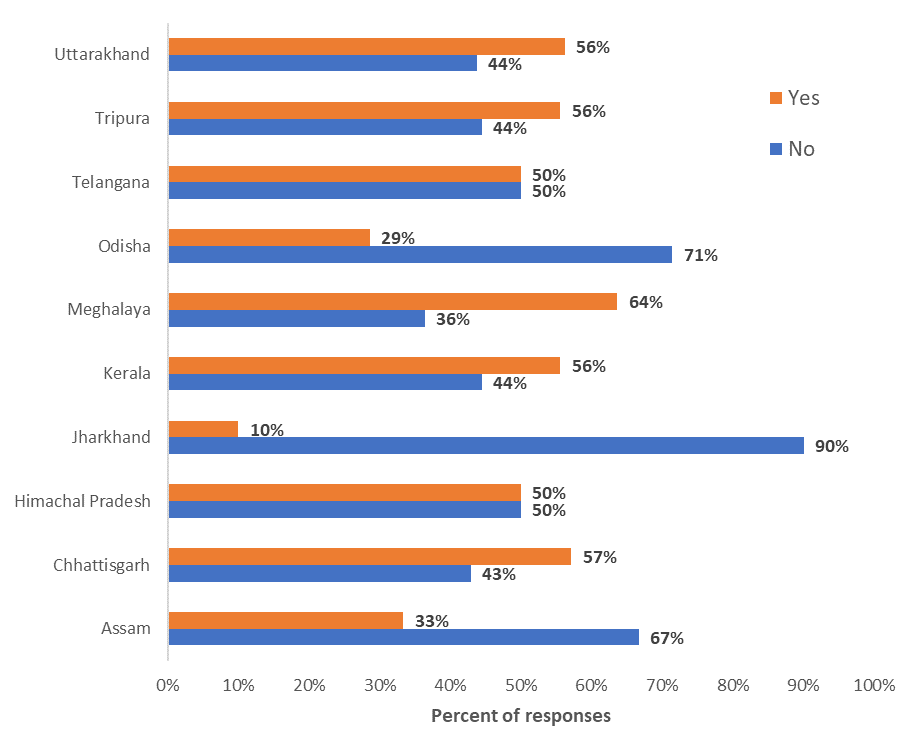 Uttarakhand
56%
44%
Yes
Tripura
56%
44%
No
Telangana
50%
50%
Odisha
29%
71%
Meghalaya
64%
36%
Kerala
56%
44%
Jharkhand
10%
90%
Himachal Pradesh
50%
50%
Chhattisgarh
57%
43%
Assam
33%
67%
0% 10% 20% 30% 40% 50% 60% 70% 80% 90% 100%
Percent of responses